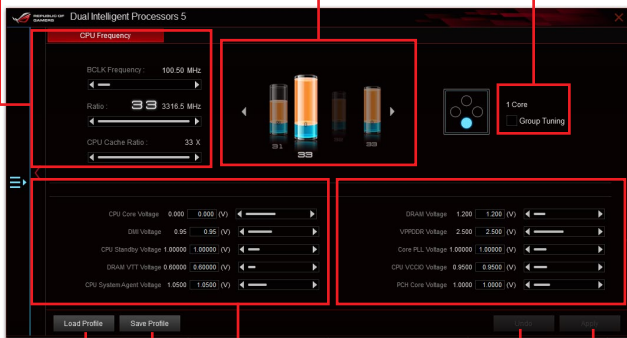 REPUBLIC OF GAMERS
Dual Intelligent Processors 5
CPU Frequency
BCLK Frequency : 100.50 MHz
Ratio : 33 3316.5 MHz
CPU Cache Ratio : 33 X
31
33
33
1 Core
Group Tuning
CPU Core Voltage 0.000 0.000 (V)
DMI Voltage 0.95 0.95 (V)
CPU Standby Voltage 1.00000 1.00000 (V)
DRAM VTT Voltage 0.60000 0.60000 (V)
CPU System Agent Voltage 1.0500 1.0500 (V)
DRAM Voltage 1.200 1.200 (V)
VPPDDR Voltage 2.500 2.500 (V)
Core PLL Voltage 1.00000 1.00000 (V)
CPU VCCIO Voltage 0.9500 0.9500 (V)
PCH Core Voltage 1.0000 1.0000 (V)
Load Profile
Save Profile
Undo
Apply